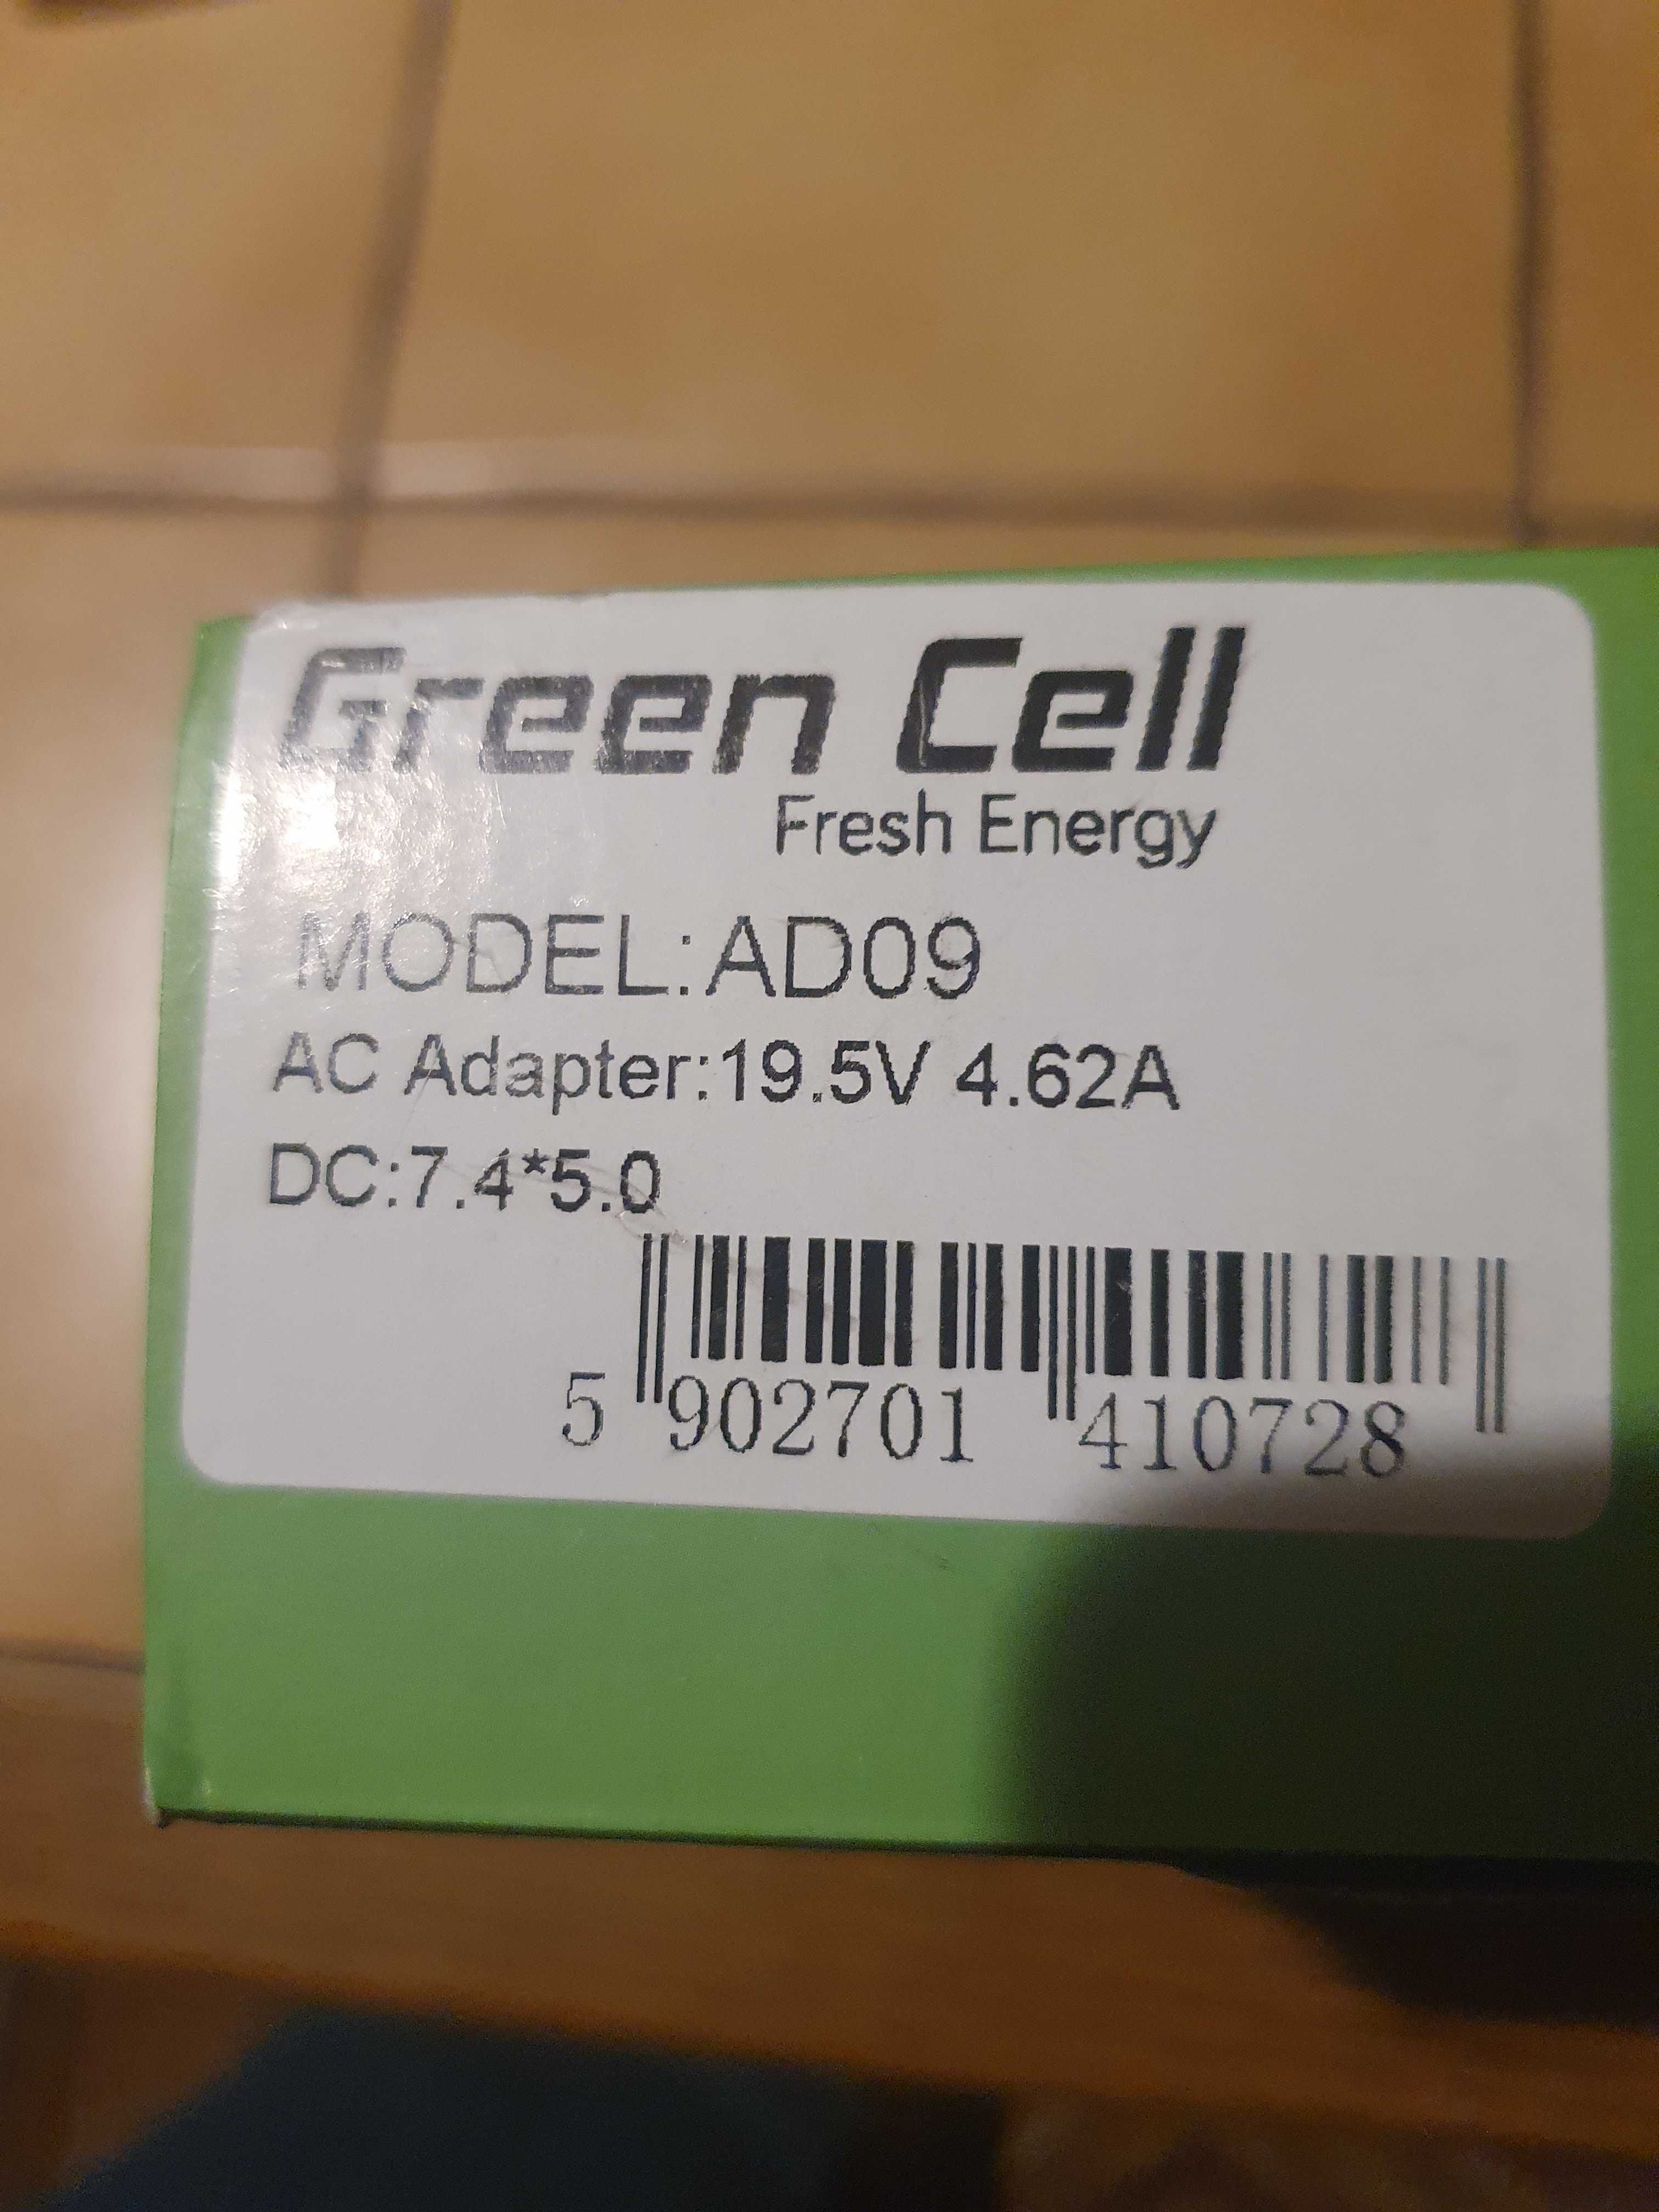 Green Cell
Fresh Energy
MODEL:AD09
AC Adapter:19.5V 4.62A
DC:7.4*5.0
5 902701 410728